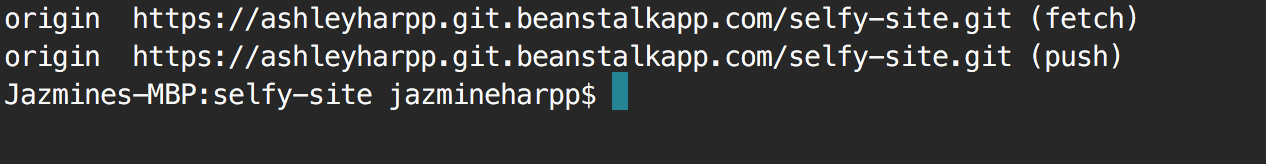 origin  https://ashleyharpp.git.beanstalkapp.com/selfy-site.git (fetch)
origin  https://ashleyharpp.git.beanstalkapp.com/selfy-site.git (push)
Jazmines-MBP:selfy-site jazmineharpp$